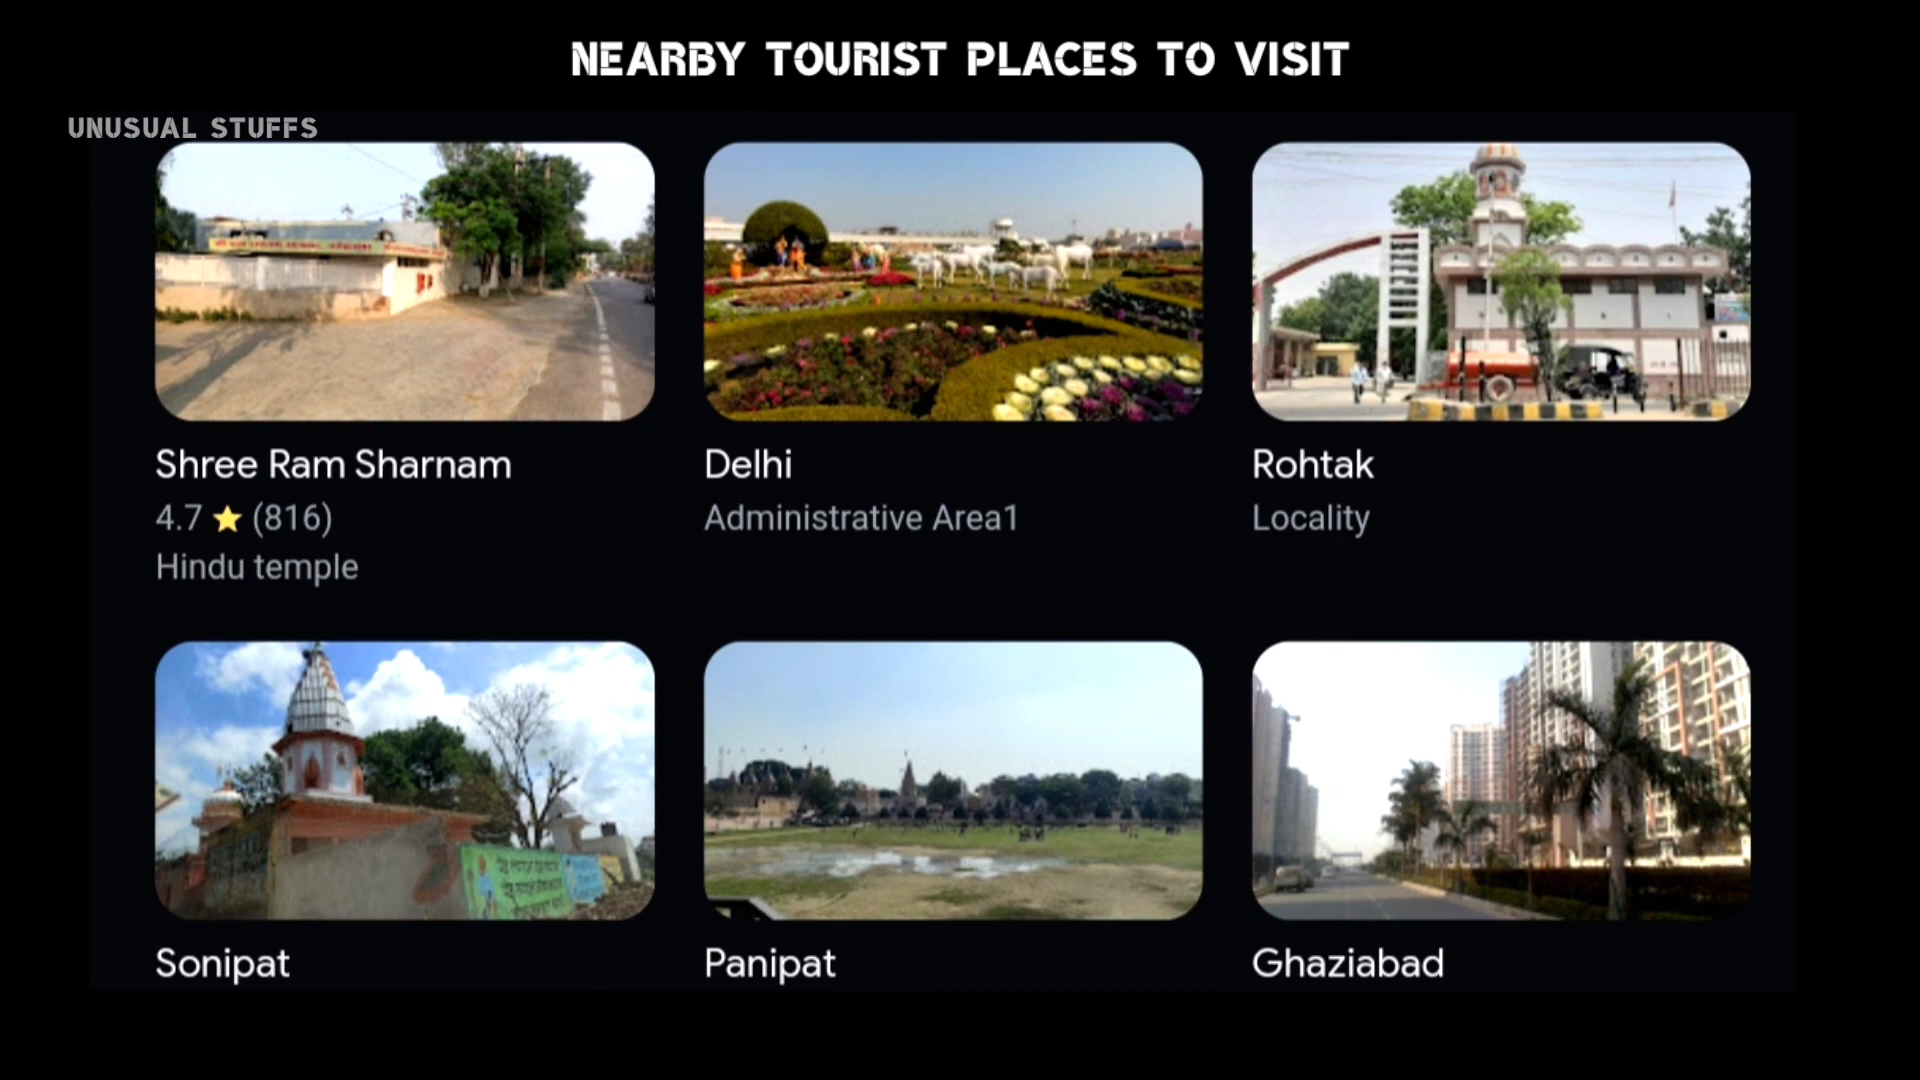 NEARBY TOURIST PLACES TO VISIT
UNUSUAL STUFFS
Shree Ram Sharnam
4.7 ★ (816)
Hindu temple
Delhi
Administrative Area1
Rohtak
Locality
Sonipat
Panipat
Ghaziabad